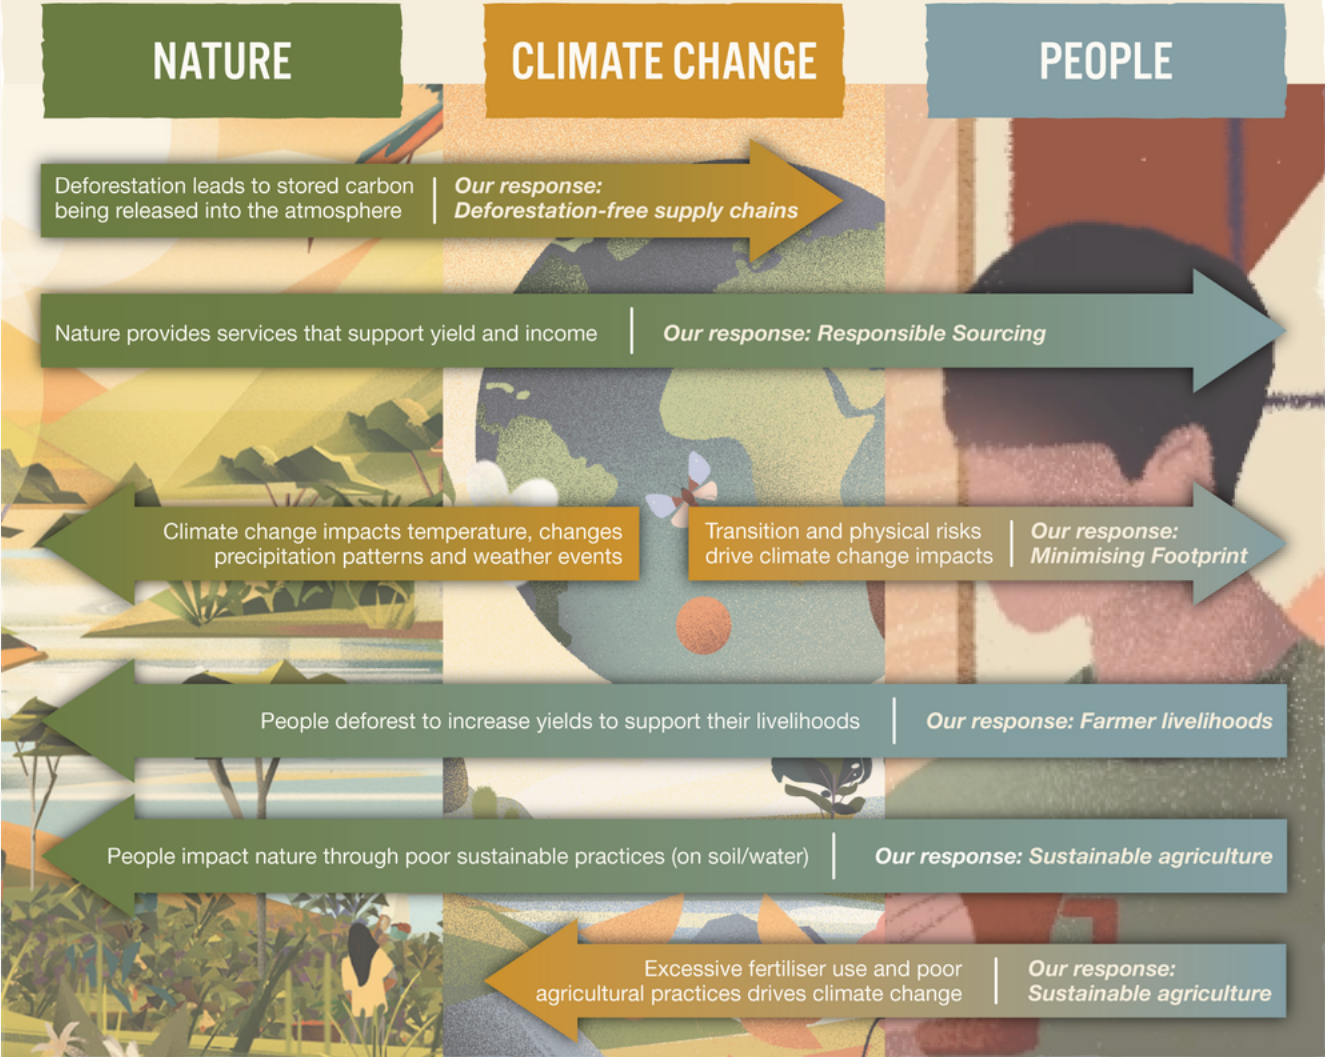 NATURE
CLIMATE CHANGE
PEOPLE
Deforestation leads to stored carbon
being released into the atmosphere
Our response:
Deforestation-free supply chains
Nature provides services that support yield and income
Our response: Responsible Sourcing
Climate change impacts temperature, changes
precipitation patterns and weather events
Transition and physical risks
drive climate change impacts
Our response:
Minimising Footprint
People deforest to increase yields to support their livelihoods
Our response: Farmer livelihoods
People impact nature through poor sustainable practices (on soil/water)
Our response: Sustainable agriculture
Excessive fertiliser use and poor
agricultural practices drives climate change
Our response:
Sustainable agriculture